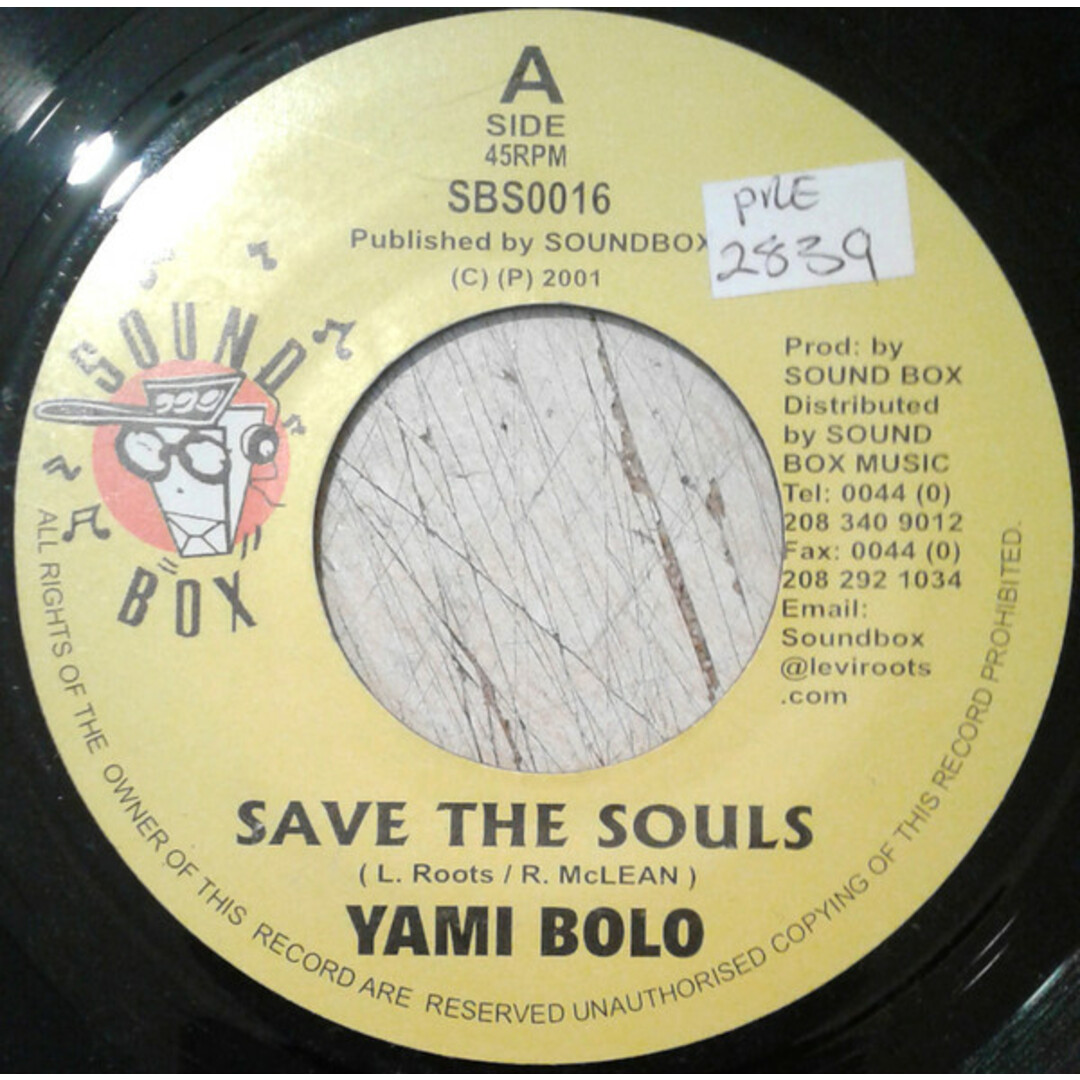 A
SIDE
45RPM
SBS0016
Published by SOUNDBOX
(C) (P) 2001
PRE
2839
SOUND
BOX
Prod: by
SOUND BOX
Distributed
by SOUND
BOX MUSIC
Tel: 0044 (0)
208 340 9012
Fax: 0044 (0)
208 292 1034
Email:
Soundbox
@leviroots
.com
SAVE THE SOULS
( L. Roots / R. McLEAN )
YAMI BOLO
ALL RIGHTS OF THE OWNER OF THIS RECORD ARE RESERVED UNAUTHORISED COPYING OF THIS RECORD PROHIBITED.